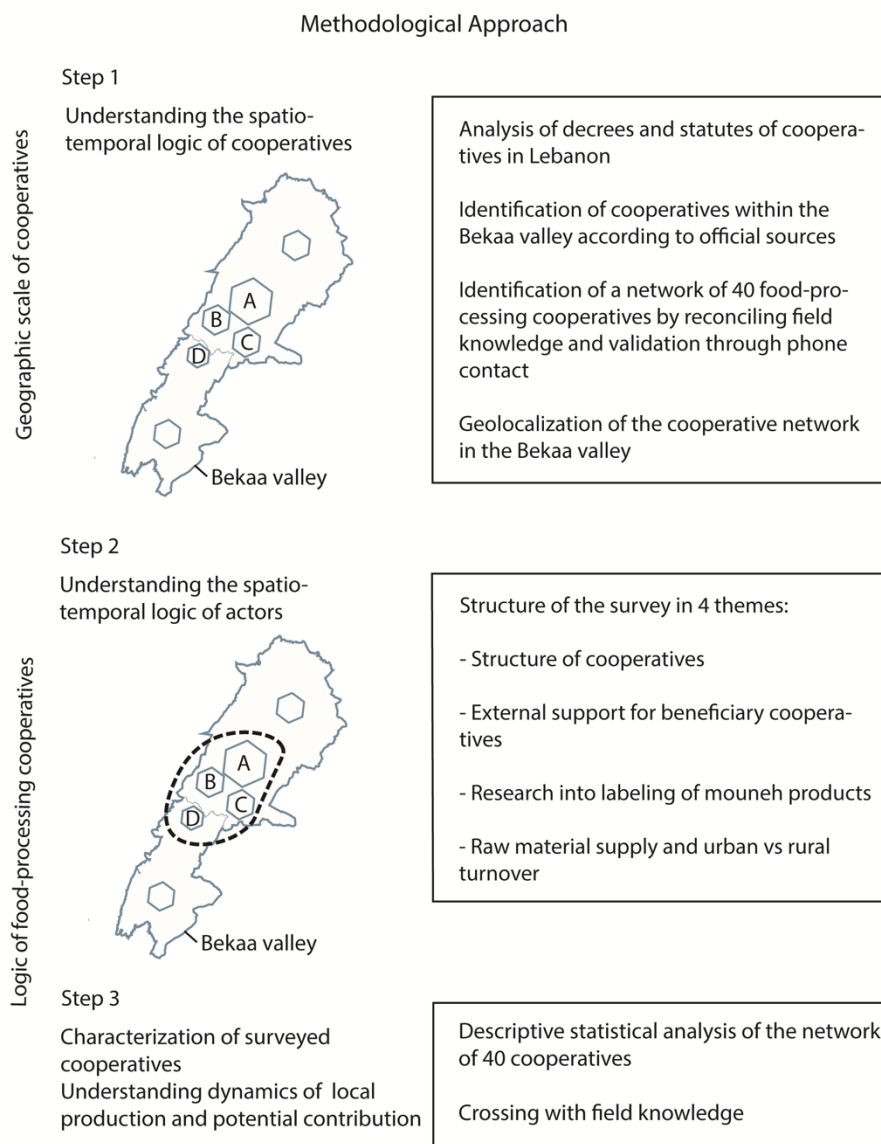 Methodological Approach
Step 1
Understanding the spatio-
temporal logic of cooperatives
Geographic scale of cooperatives
A
B
C
D
Bekaa valley
Analysis of decrees and statutes of coopera-
tives in Lebanon
Identification of cooperatives within the
Bekaa valley according to official sources
Identification of a network of 40 food-pro-
cessing cooperatives by reconciling field
knowledge and validation through phone
contact
Geolocalization of the cooperative network
in the Bekaa valley
Step 2
Understanding the spatio-
temporal logic of actors
Logic of food-processing cooperatives
A
B
C
D
Bekaa valley
Structure of the survey in 4 themes:
- Structure of cooperatives
- External support for beneficiary coopera-
tives
- Research into labeling of mouneh products
- Raw material supply and urban vs rural
turnover
Step 3
Characterization of surveyed
cooperatives
Understanding dynamics of local
production and potential contribution
Descriptive statistical analysis of the network
of 40 cooperatives
Crossing with field knowledge